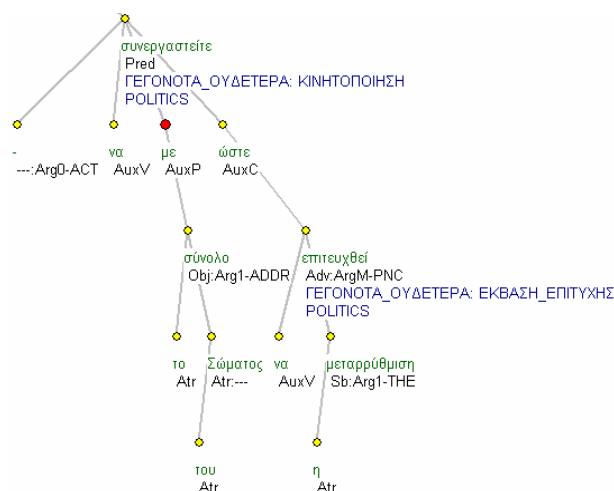 συνεργαστείτε
Pred
ΓΕΓΟΝΟΤΑ_ΟΥΔΕΤΕΡΑ: ΚΙΝΗΤΟΠΟΙΗΣΗ
POLITICS
- να με ώστε
---:Arg0-ACT AuxV AuxP AuxC
σύνολο επιτευχθεί
Obj:Arg1-ADDR Adv:ArgM-PNC
ΓΕΓΟΝΟΤΑ_ΟΥΔΕΤΕΡΑ: ΕΚΒΑΣΗ_ΕΠΙΤΥΧΗΣ
POLITICS
το Σώματος να μεταρρύθμιση
Atr Atr:--- AuxV Sb:Arg1-THE
του η
Atr Atr